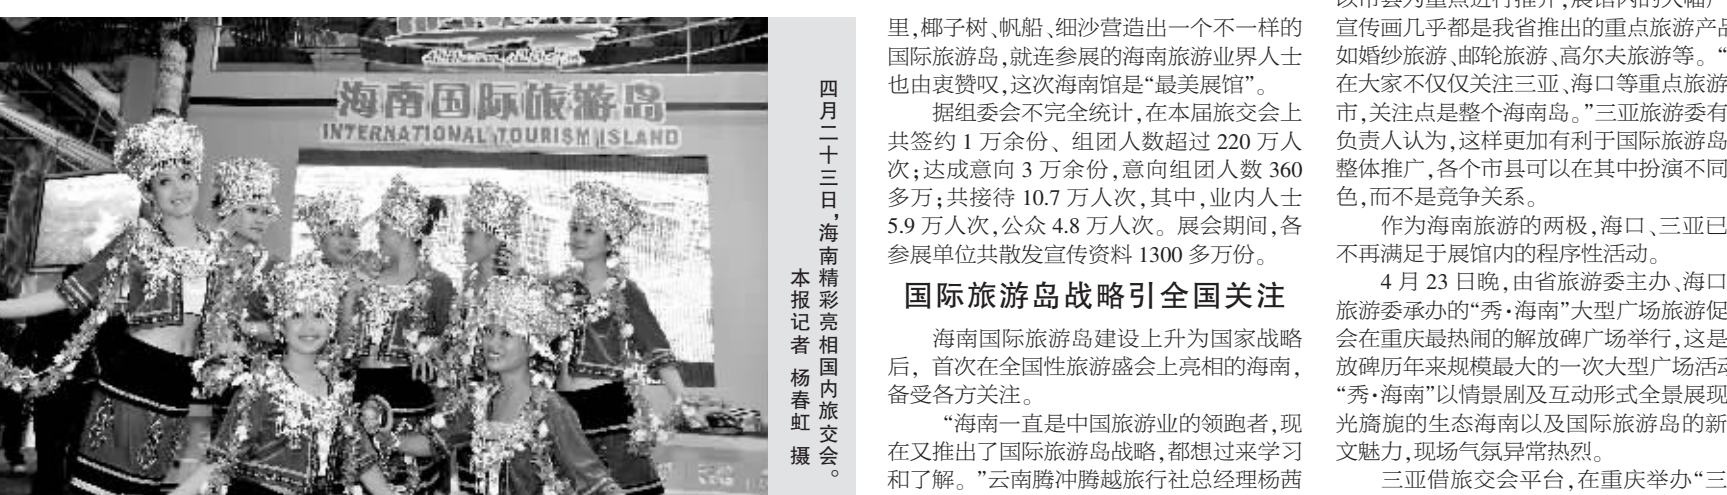 海南国际旅游岛
INTERNATIONAL TOURISM ISLAND
四月二十三日，海南精彩亮相国内旅交会。
本报记者 杨春虹 摄
里，椰子树、帆船、细沙营造出一个不一样的
国际旅游岛，就连参展的海南旅游业界人士
也由衷赞叹，这次海南馆是“最美展馆”。
据组委会不完全统计，在本届旅交会上
共签约 1 万余份、组团人数超过 220 万人
次；达成意向 3 万余份，意向组团人数 360
多万；共接待 10.7 万人次，其中，业内人士
5.9 万人次，公众 4.8 万人次。展会期间，各
参展单位共散发宣传资料 1300 多万份。
国际旅游岛战略引全国关注
海南国际旅游岛建设上升为国家战略
后，首次在全国性旅游盛会上亮相的海南，
备受各方关注。
“海南一直是中国旅游业的领跑者，现
在又推出了国际旅游岛战略，都想过来学习
和了解。”云南腾冲腾越旅行社总经理杨茜
以市县为重点进行推介，展馆内的大幅
宣传画几乎都是我省推出的重点旅游产品
如婚纱旅游、邮轮旅游、高尔夫旅游等。“
在大家不仅仅关注三亚、海口等重点旅游
市，关注点是整个海南岛。”三亚旅游委有
负责人认为，这样更加有利于国际旅游岛
整体推广，各个市县可以在其中扮演不同
色，而不是竞争关系。
作为海南旅游的两极，海口、三亚已
不再满足于展馆内的程序性活动。
4 月 23 日晚，由省旅游委主办、海口
旅游委承办的“秀·海南”大型广场旅游促
会在重庆最热闹的解放碑广场举行，这是
放碑历年来规模最大的一次大型广场活动
“秀·海南”以情景剧及互动形式全景展现
光旖旎的生态海南以及国际旅游岛的新
文魅力，现场气氛异常热烈。
三亚借旅交会平台，在重庆举办“三